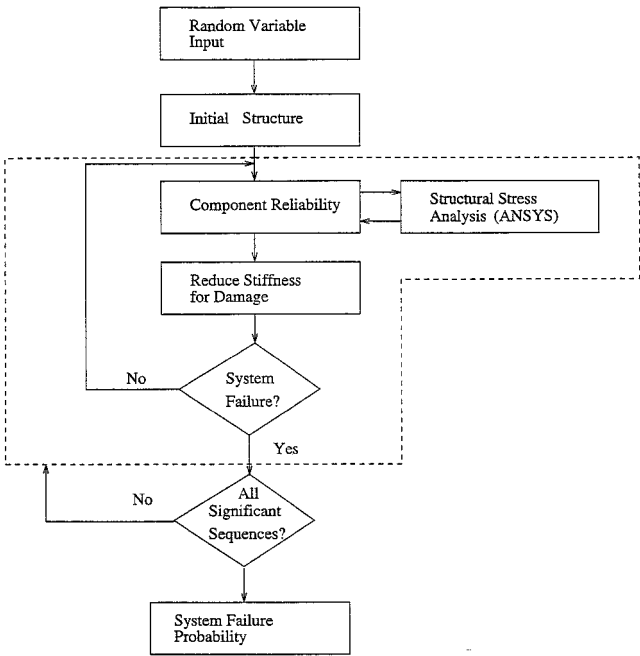 Random Variable
Input
Initial Structure
Component Reliability
Structural Stress
Analysis (ANSYS)
Reduce Stiffness
for Damage
No
System
Failure?
Yes
No
All
Significant
Sequences?
System Failure
Probability